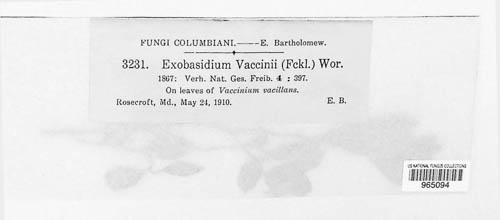 FUNGI COLUMBIANI.——E. Bartholomew.
3231. Exobasidium Vaccinii (Fckl.) Wor.
1867: Verh. Nat. Ges. Freib. 4 : 397.
On leaves of Vaccinium vacillans.
Rosecroft, Md., May 24, 1910. E. B.
US NATIONAL FUNGUS COLLECTIONS
965094